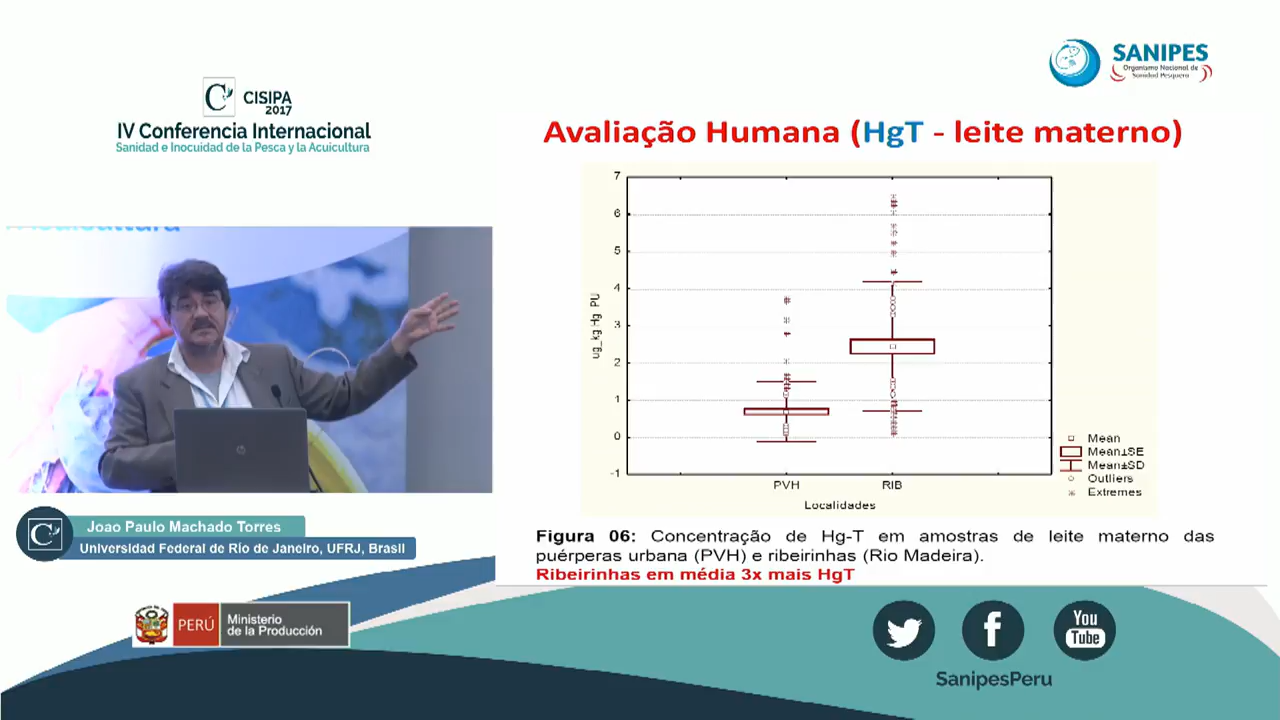 SANIPES
Organismo Nacional de
Sanidad Pesquera
CISIPA
2017
IV Conferencia Internacional
Sanidad e Inocuidad de la Pesca y la Acuicultura
Avaliação Humana (HgT - leite materno)
7
6
5
4
3
2
1
0
-1
ug_kg Hg PU
PVH
RIB
Localidades
Mean
Mean±SE
Mean±SD
Outliers
Extremes
Figura 06: Concentração de Hg-T em amostras de leite materno das
puérperas urbana (PVH) e ribeirinhas (Rio Madeira).
Ribeirinhas em média 3x mais HgT
Joao Paulo Machado Torres
Universidad Federal de Río de Janeiro, UFRJ, Brasil
PERÚ
Ministerio
de la Producción
You
Tube
SanipesPeru